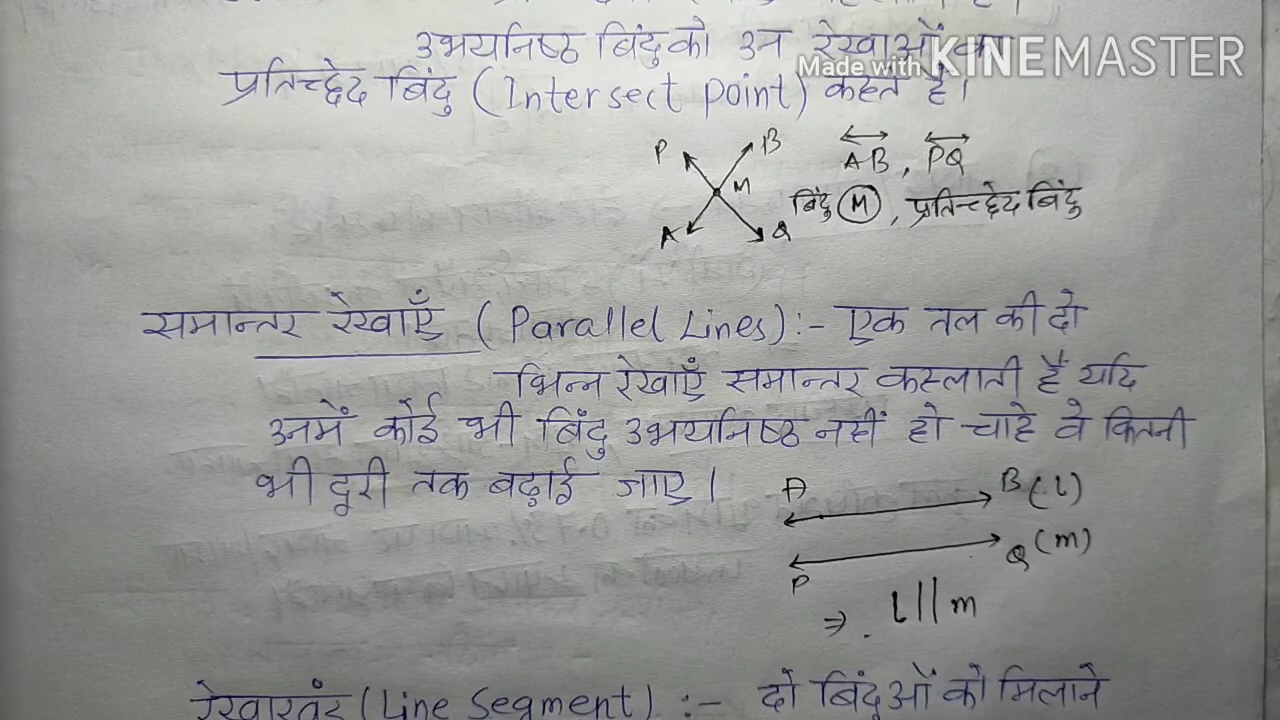 उभयनिष्ठ बिंदु को उन रेखाओं का
Made with KINEMASTER
प्रतिच्छेद बिंदु (Intersect point) कहते हैं।
P B AB, PQ
M
बिंदु M, प्रतिच्छेद बिंदु
A Q
समान्तर रेखाएँ (Parallel Lines) :- एक तल की दो
भिन्न रेखाएँ समान्तर कहलाती हैं यदि
उनमें कोई भी बिंदु उभयनिष्ठ नहीं हो चाहे वे कितनी
भी दूरी तक बढ़ाई जाए।
A B (l)
P Q (m)
⇒ l || m
रेखाखंड (Line Segment) :- दो बिंदुओं को मिलाने